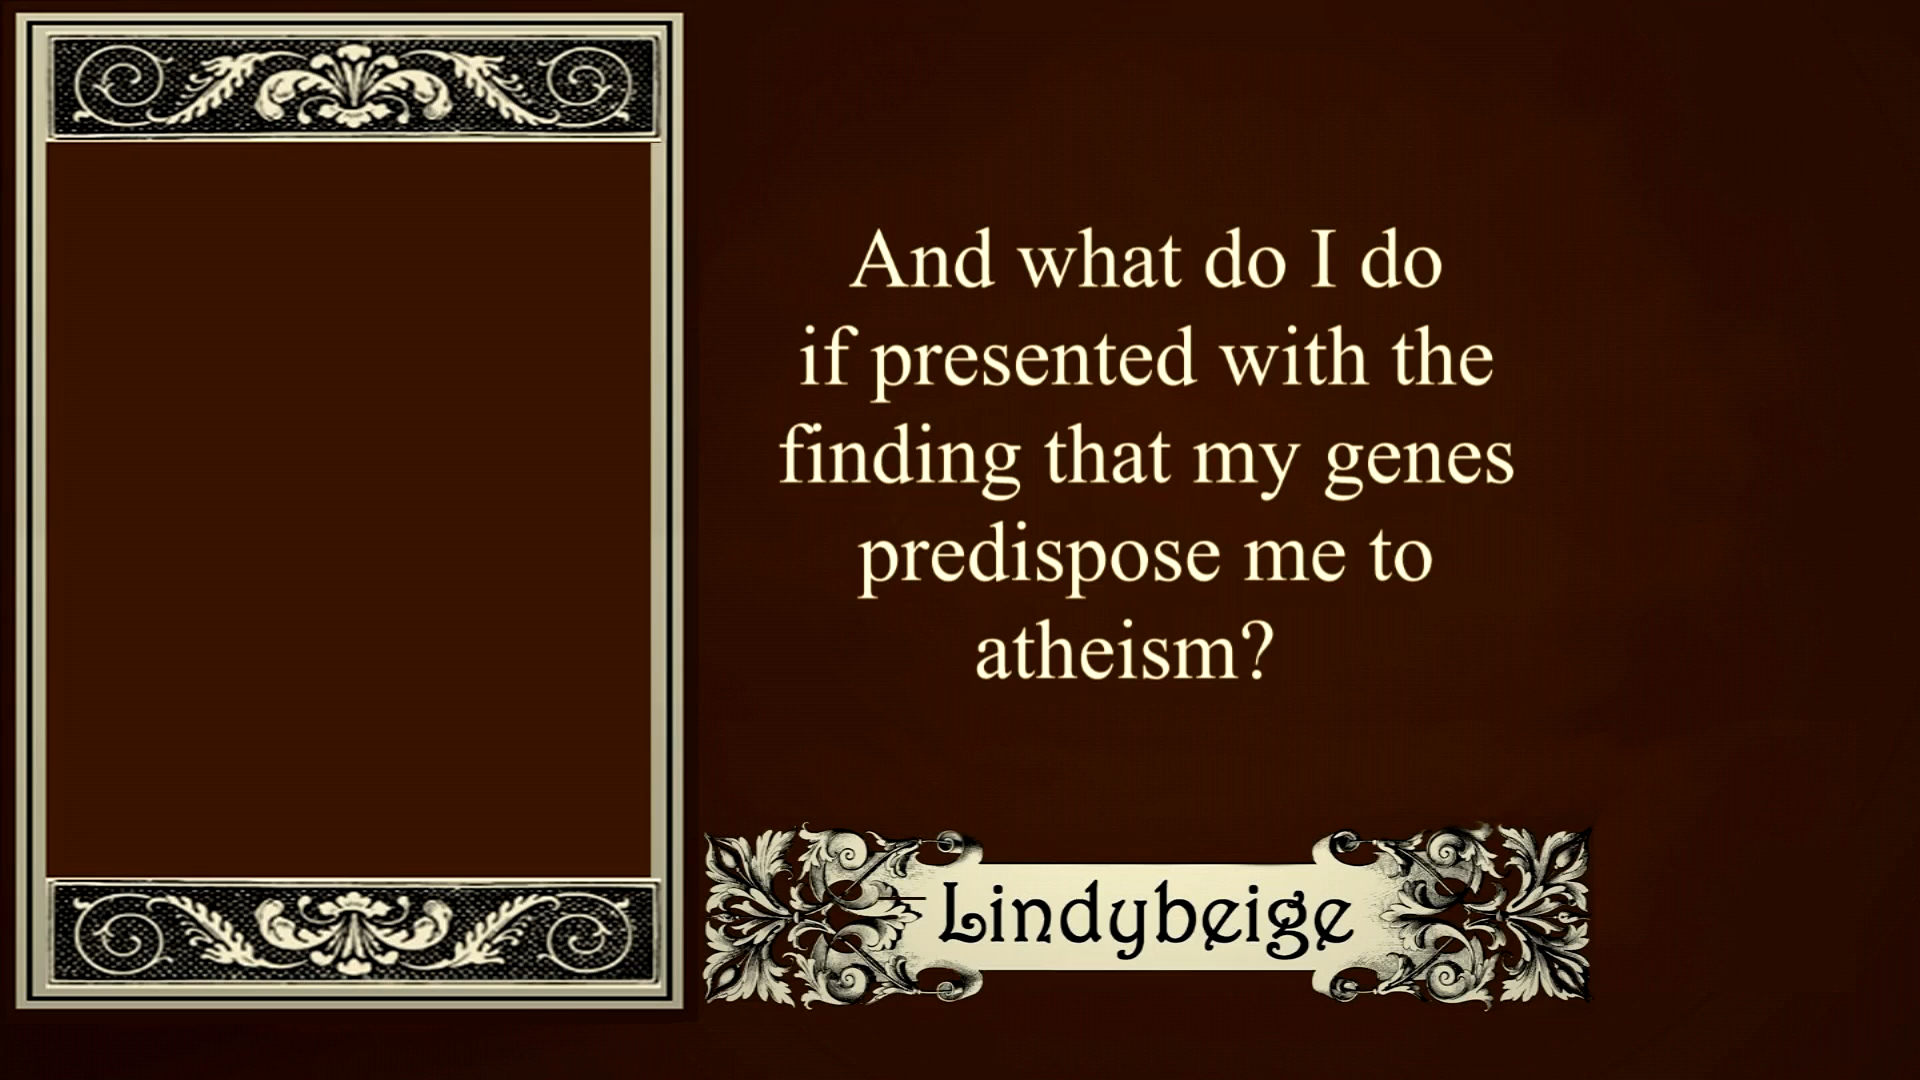 And what do I do
if presented with the
finding that my genes
predispose me to
atheism?
Lindybeige